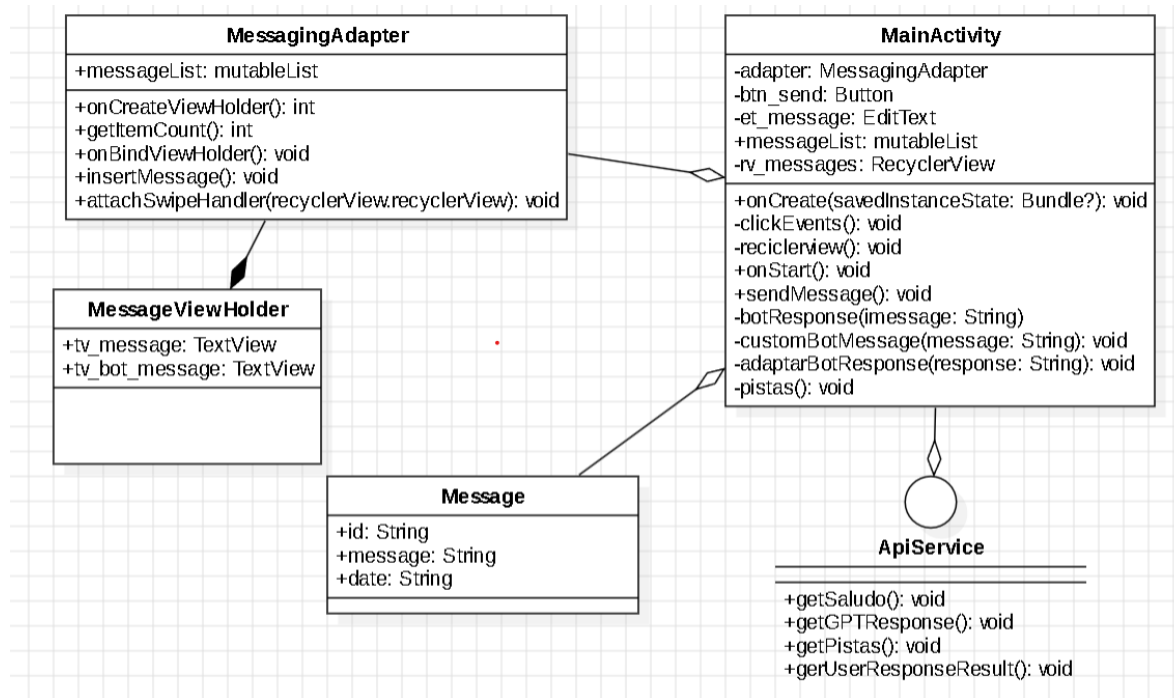 MessagingAdapter
+messageList: mutableList
+onCreateViewHolder(): int
+getItemCount(): int
+onBindViewHolder(): void
+insertMessage(): void
+attachSwipeHandler(recyclerView.recyclerView): void
MainActivity
-adapter: MessagingAdapter
-btn_send: Button
-et_message: EditText
+messageList: mutableList
-rv_messages: RecyclerView
+onCreate(savedInstanceState: Bundle?): void
-clickEvents(): void
-reciclerview(): void
+onStart(): void
+sendMessage(): void
-botResponse(imessage: String)
-customBotMessage(message: String): void
-adaptarBotResponse(response: String): void
-pistas(): void
MessageViewHolder
+tv_message: TextView
+tv_bot_message: TextView
Message
+id: String
+message: String
+date: String
ApiService
+getSaludo(): void
+getGPTResponse(): void
+getPistas(): void
+gerUserResponseResult(): void